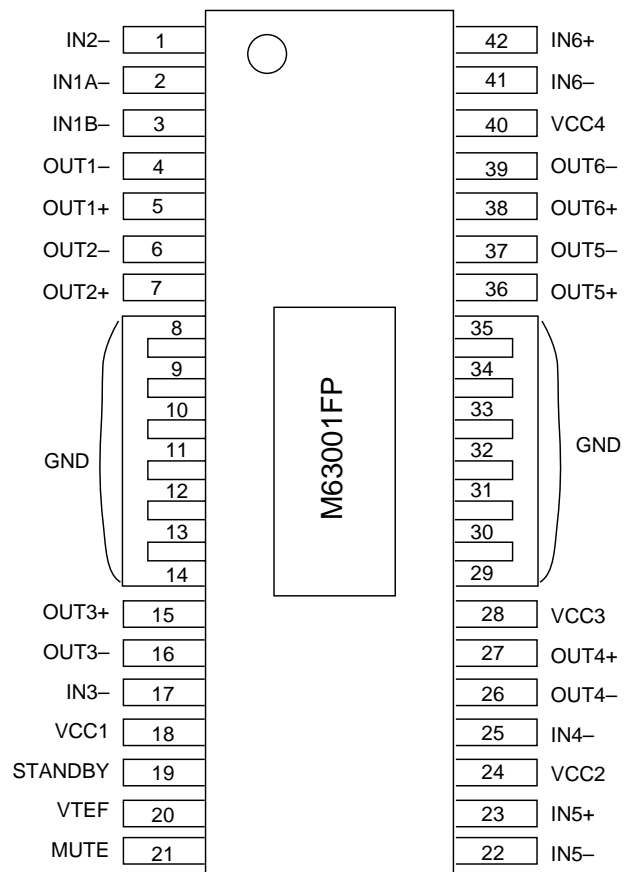 IN2– 1
IN1A– 2
IN1B– 3
OUT1– 4
OUT1+ 5
OUT2– 6
OUT2+ 7
8
9
10
GND 11
12
13
14
OUT3+ 15
OUT3– 16
IN3– 17
VCC1 18
STANDBY 19
VTEF 20
MUTE 21
M63001FP
42 IN6+
41 IN6–
40 VCC4
39 OUT6–
38 OUT6+
37 OUT5–
36 OUT5+
35
34
33
32 GND
31
30
29
28 VCC3
27 OUT4+
26 OUT4–
25 IN4–
24 VCC2
23 IN5+
22 IN5–